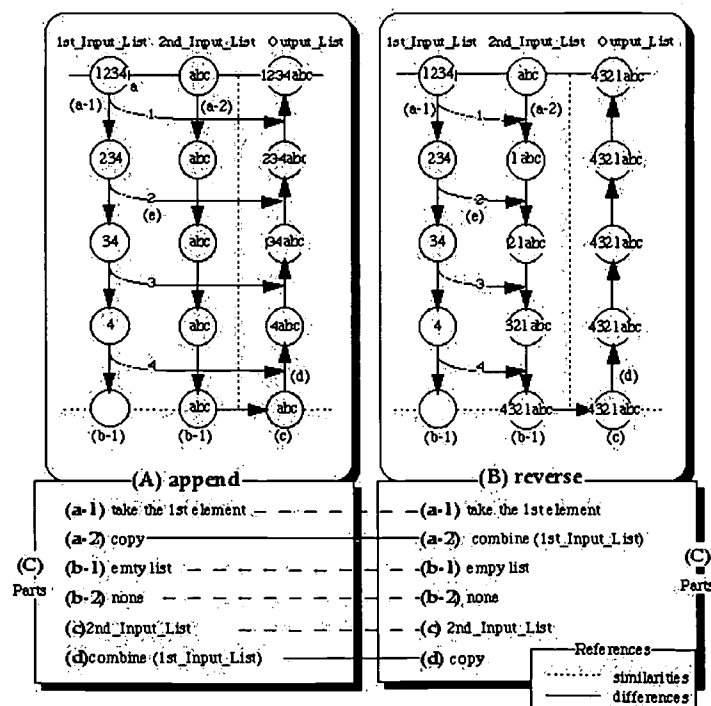 1st_Input_List 2nd_Input_List Output_List
1234 a abc 1234abc
(a-1) 1 (a-2)
234 abc 234abc
2
(e)
34 abc 34abc
3
4 abc 4abc
4
(d)
abc abc
(b-1) (b-1) (c)
(A) append
1st_Input_List 2nd_Input_List Output_List
1234 abc 4321abc
(a-1) 1 (a-2)
234 1abc 4321abc
2
(e)
34 21abc 4321abc
3
4 321abc 4321abc
4
(d)
4321abc 4321abc
(b-1) (b-1) (c)
(B) reverse
(C)
Parts
(a-1) take the 1st element
(a-2) copy
(b-1) emty list
(b-2) none
(c)2nd_Input_List
(d)combine (1st_Input_List)
(a-1) take the 1st element
(a-2) combine (1st_Input_List)
(b-1) empy list
(b-2) none
(c) 2nd_Input_List
(d) copy
(C)
Parts
References
similarities
differences